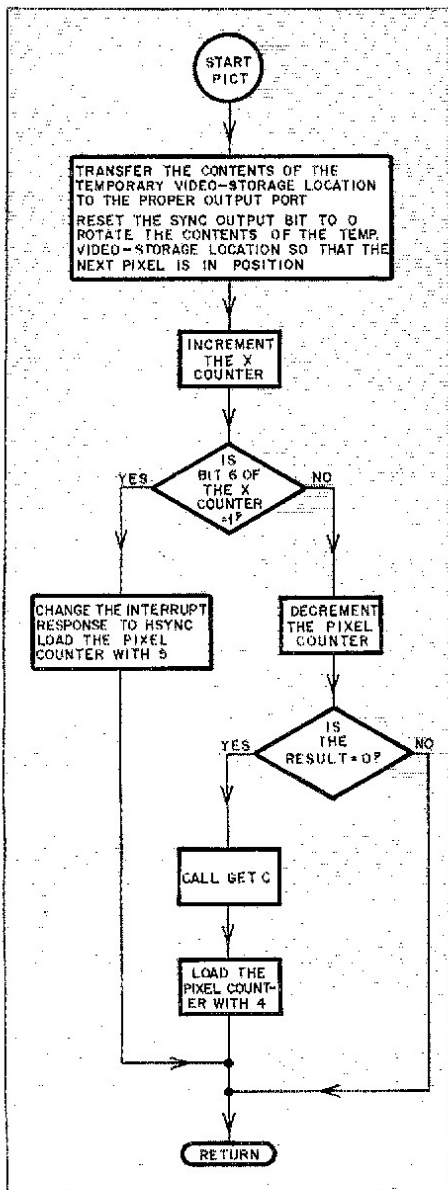 START
PICT
TRANSFER THE CONTENTS OF THE
TEMPORARY VIDEO-STORAGE LOCATION
TO THE PROPER OUTPUT PORT
RESET THE SYNC OUTPUT BIT TO 0
ROTATE THE CONTENTS OF THE TEMP.
VIDEO-STORAGE LOCATION SO THAT THE
NEXT PIXEL IS IN POSITION
INCREMENT
THE X
COUNTER
IS
BIT 6 OF
THE X
COUNTER
=1?
YES
NO
CHANGE THE INTERRUPT
RESPONSE TO HSYNC
LOAD THE PIXEL
COUNTER WITH 5
DECREMENT
THE PIXEL
COUNTER
IS
THE
RESULT=0?
YES
NO
CALL GET C
LOAD THE
PIXEL COUNT-
ER WITH 4
RETURN